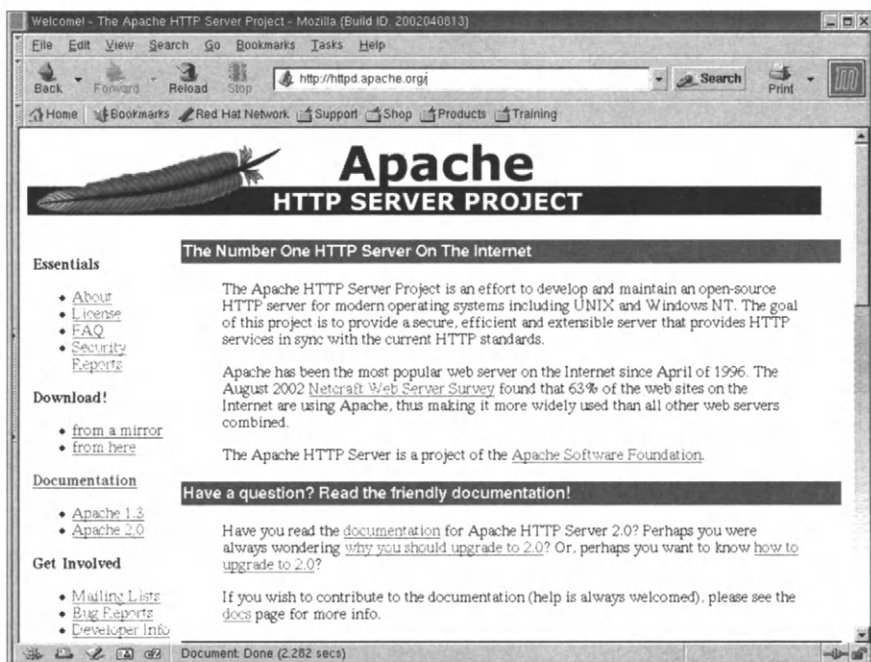 Welcome! - The Apache HTTP Server Project - Mozilla {Build ID: 2002040813}
File Edit View Search Go Bookmarks Tasks Help
Back Forward Reload Stop http://httpd.apache.org/ Search Print
Home Bookmarks Red Hat Network Support Shop Products Training
Apache
HTTP SERVER PROJECT
Essentials
• About
• License
• FAQ
• Security
Reports
Download!
• from a mirror
• from here
Documentation
• Apache 1.3
• Apache 2.0
Get Involved
• Mailing Lists
• Bug Reports
• Developer Info
The Number One HTTP Server On The Internet
The Apache HTTP Server Project is an effort to develop and maintain an open-source
HTTP server for modern operating systems including UNIX and Windows NT. The goal
of this project is to provide a secure, efficient and extensible server that provides HTTP
services in sync with the current HTTP standards.
Apache has been the most popular web server on the Internet since April of 1996. The
August 2002 Netcraft Web Server Survey found that 63% of the web sites on the
Internet are using Apache, thus making it more widely used than all other web servers
combined.
The Apache HTTP Server is a project of the Apache Software Foundation.
Have a question? Read the friendly documentation!
Have you read the documentation for Apache HTTP Server 2.0? Perhaps you were
always wondering why you should upgrade to 2.0? Or, perhaps you want to know how to
upgrade to 2.0?
If you wish to contribute to the documentation (help is always welcomed), please see the
docs page for more info.
Document: Done (2.282 secs)